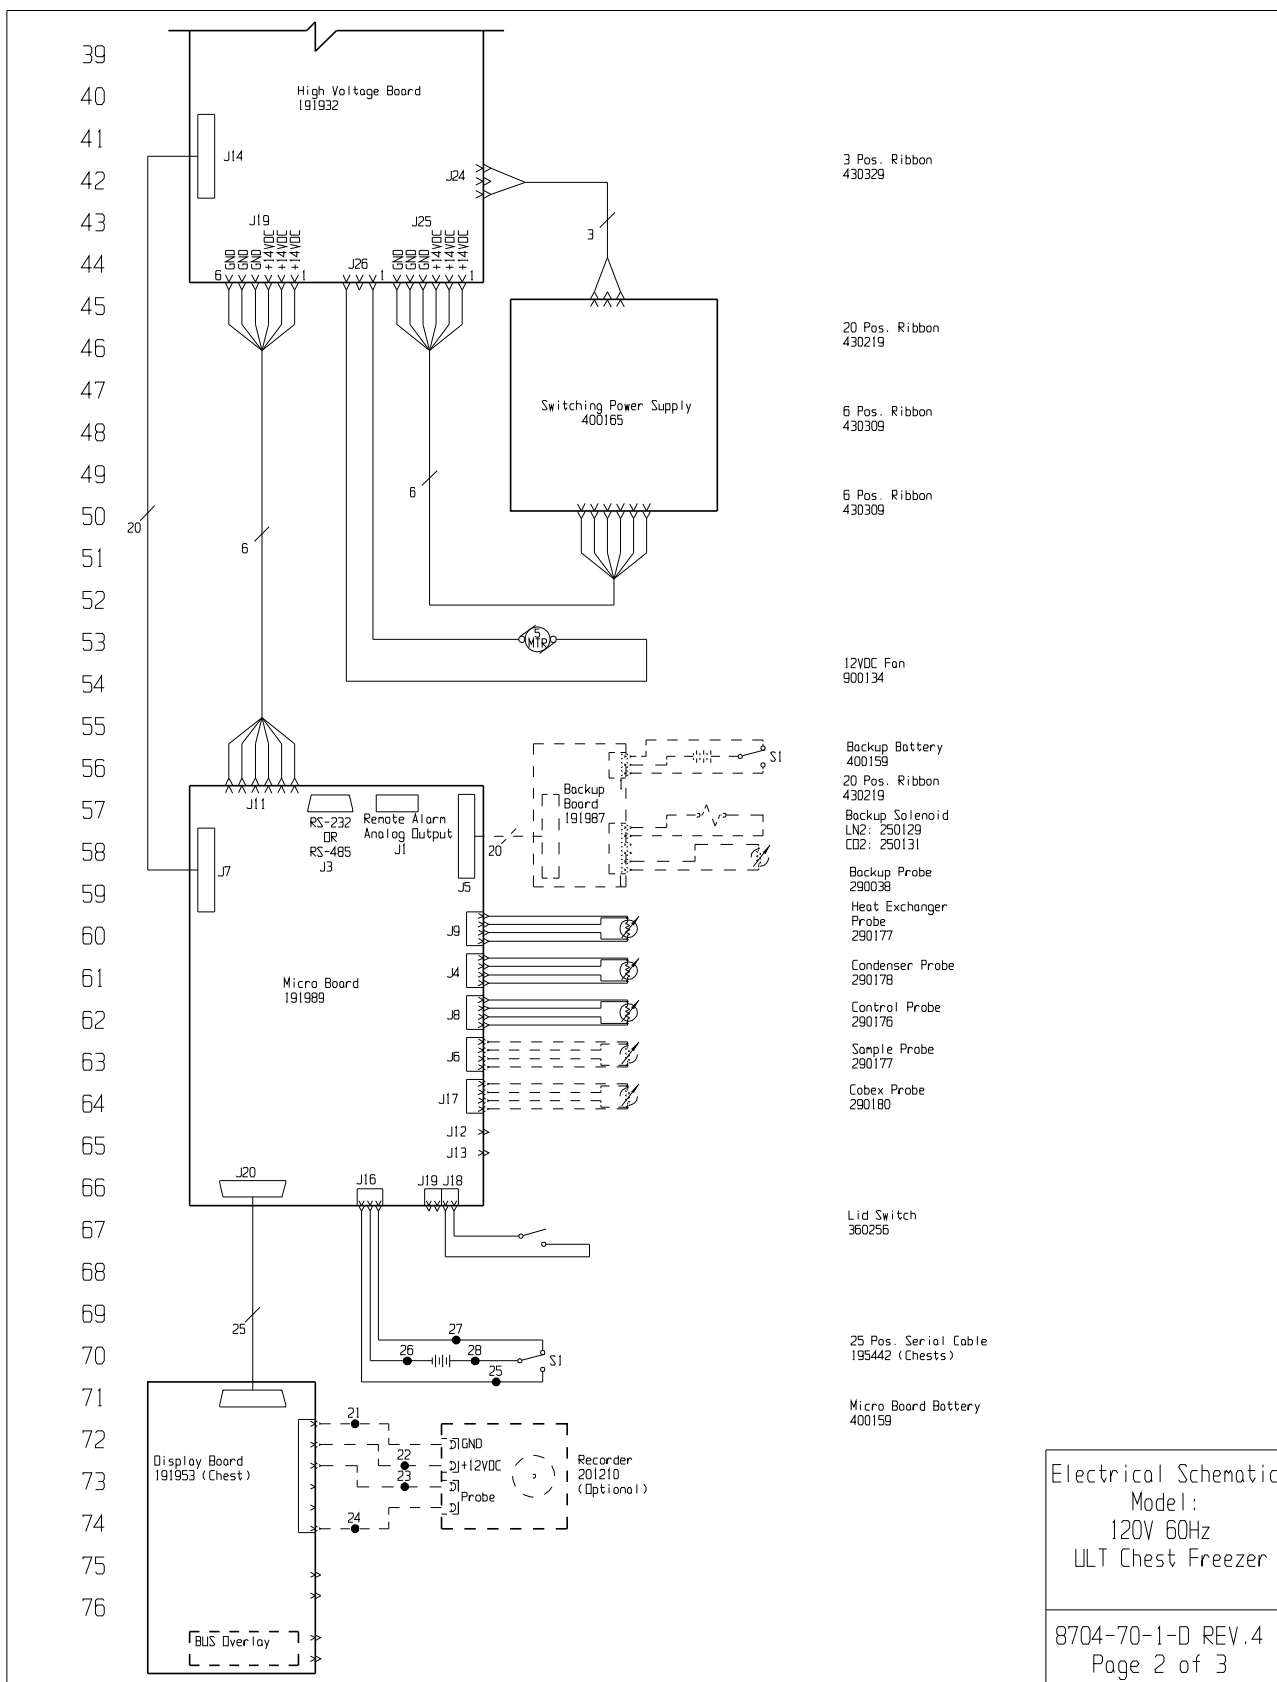 39
40
High Voltage Board
191932
41
J14
3 Pos. Ribbon
430329
42
J24
43
J19
J25
3
GND
GND
GND
+14VDC
+14VDC
+14VDC
GND
GND
GND
+14VDC
+14VDC
+14VDC
44
6
1
J26
1
1
45
20 Pos. Ribbon
430219
46
47
Switching Power Supply
400165
6 Pos. Ribbon
430309
48
49
6
6 Pos. Ribbon
430309
50
20
6
51
52
53
5
MTR
12VDC Fan
900134
54
55
Backup Battery
400159
56
S1
20 Pos. Ribbon
430219
57
J11
Backup
Board
191987
RS-232
OR
RS-485
J3
Remote Alarm
Analog Output
J1
Backup Solenoid
LN2: 250129
CO2: 250131
58
20
J7
J5
Backup Probe
290038
59
Heat Exchanger
Probe
290177
60
J9
61
J4
Condenser Probe
290178
Micro Board
191989
62
J8
Control Probe
290176
63
J6
Sample Probe
290177
64
J17
Cobex Probe
290180
J12
65
J13
66
J20
J16
J19
J18
67
Lid Switch
360256
68
69
25
27
25 Pos. Serial Cable
195442 (Chests)
70
26
28
S1
25
71
Micro Board Battery
400159
21
72
GND
Display Board
191953 (Chest)
22
+12VDC
Recorder
201210
(Optional)
73
23
Probe
74
24
75
76
BUS Overlay
Electrical Schematic
Model:
120V 60Hz
ULT Chest Freezer
8704-70-1-D REV.4
Page 2 of 3